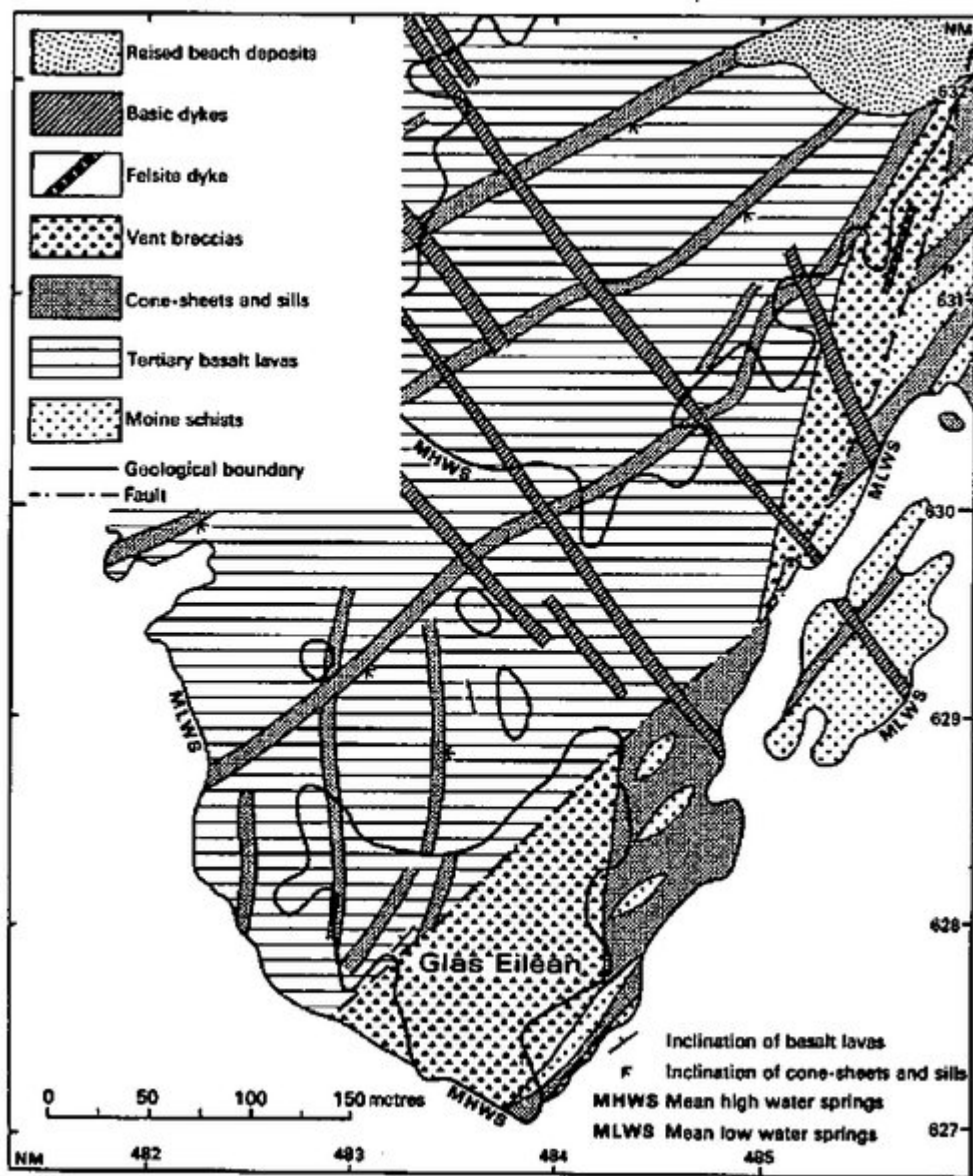 Raised beach deposits
NM
632
Basic dykes
Felsite dyke
Vent breccias
Cone-sheets and sills
631
Tertiary basalt lavas
Moine schists
MHWS
Geological boundary
MLWS
Fault
630
MLWS
MLWS
629
628
Glas Eilean
Inclination of basalt lavas
Inclination of cone-sheets and sills
0 50 100 150 metres
MHWS
MHWS Mean high water springs
MLWS Mean low water springs
627
NM 482 483 484 485